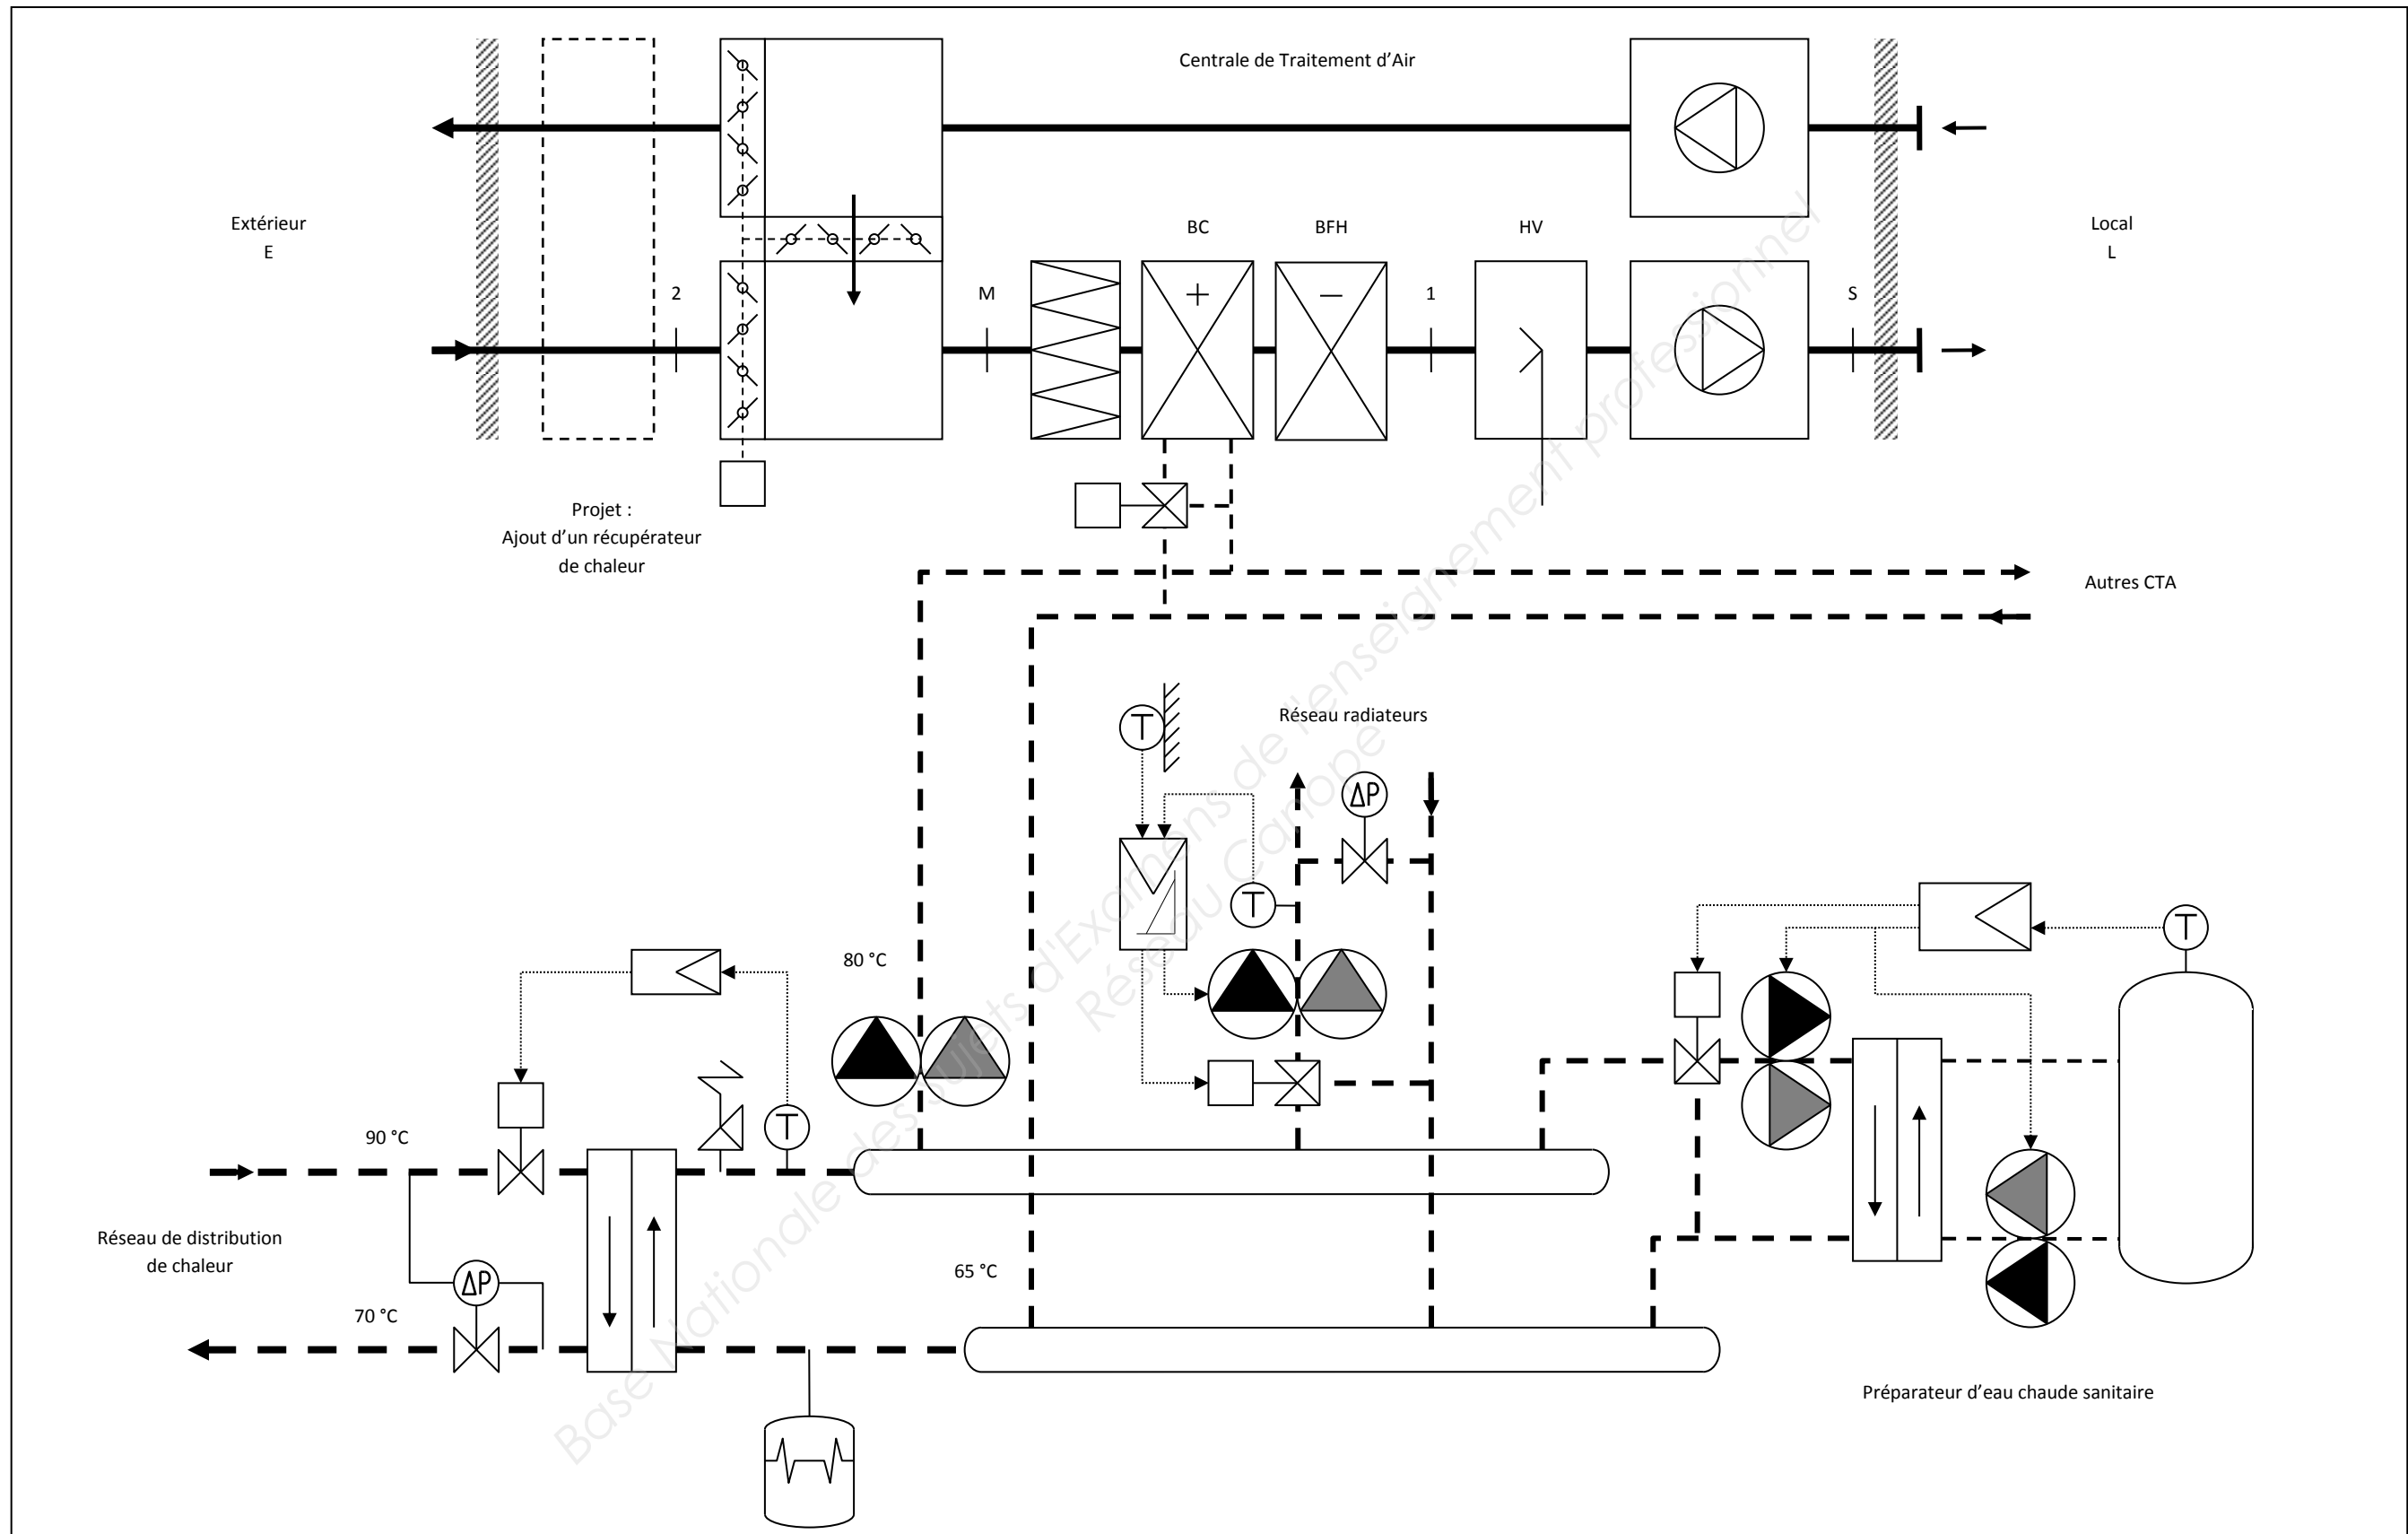 Centrale de Traitement d'Air
Extérieur
E
BC
BFH
HV
Local
L
2
M
1
S
+
−
Projet :
Ajout d'un récupérateur
de chaleur
Autres CTA
T
Réseau radiateurs
ΔP
T
T
80 °C
T
90 °C
Réseau de distribution
de chaleur
ΔP
65 °C
70 °C
Préparateur d'eau chaude sanitaire
Base Nationale des Sujets d'Examens de l'enseignement professionnel
Réseau Canopé